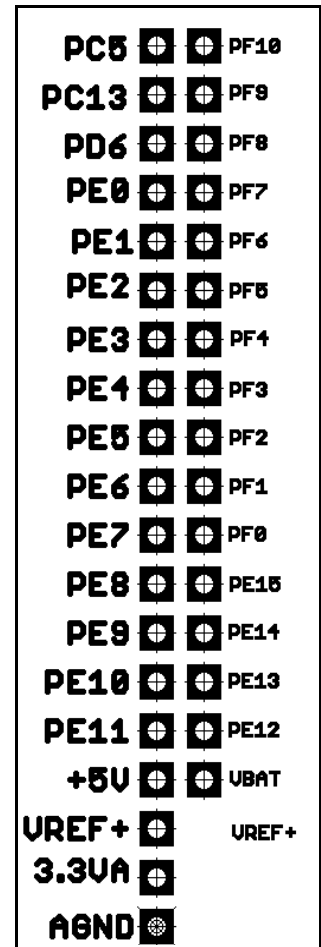 PC5 PF10
PC13 PF9
PD6 PF8
PE0 PF7
PE1 PF6
PE2 PF5
PE3 PF4
PE4 PF3
PE5 PF2
PE6 PF1
PE7 PF0
PE8 PE15
PE9 PE14
PE10 PE13
PE11 PE12
+5V VBAT
VREF+ VREF+
3.3VA
AGND